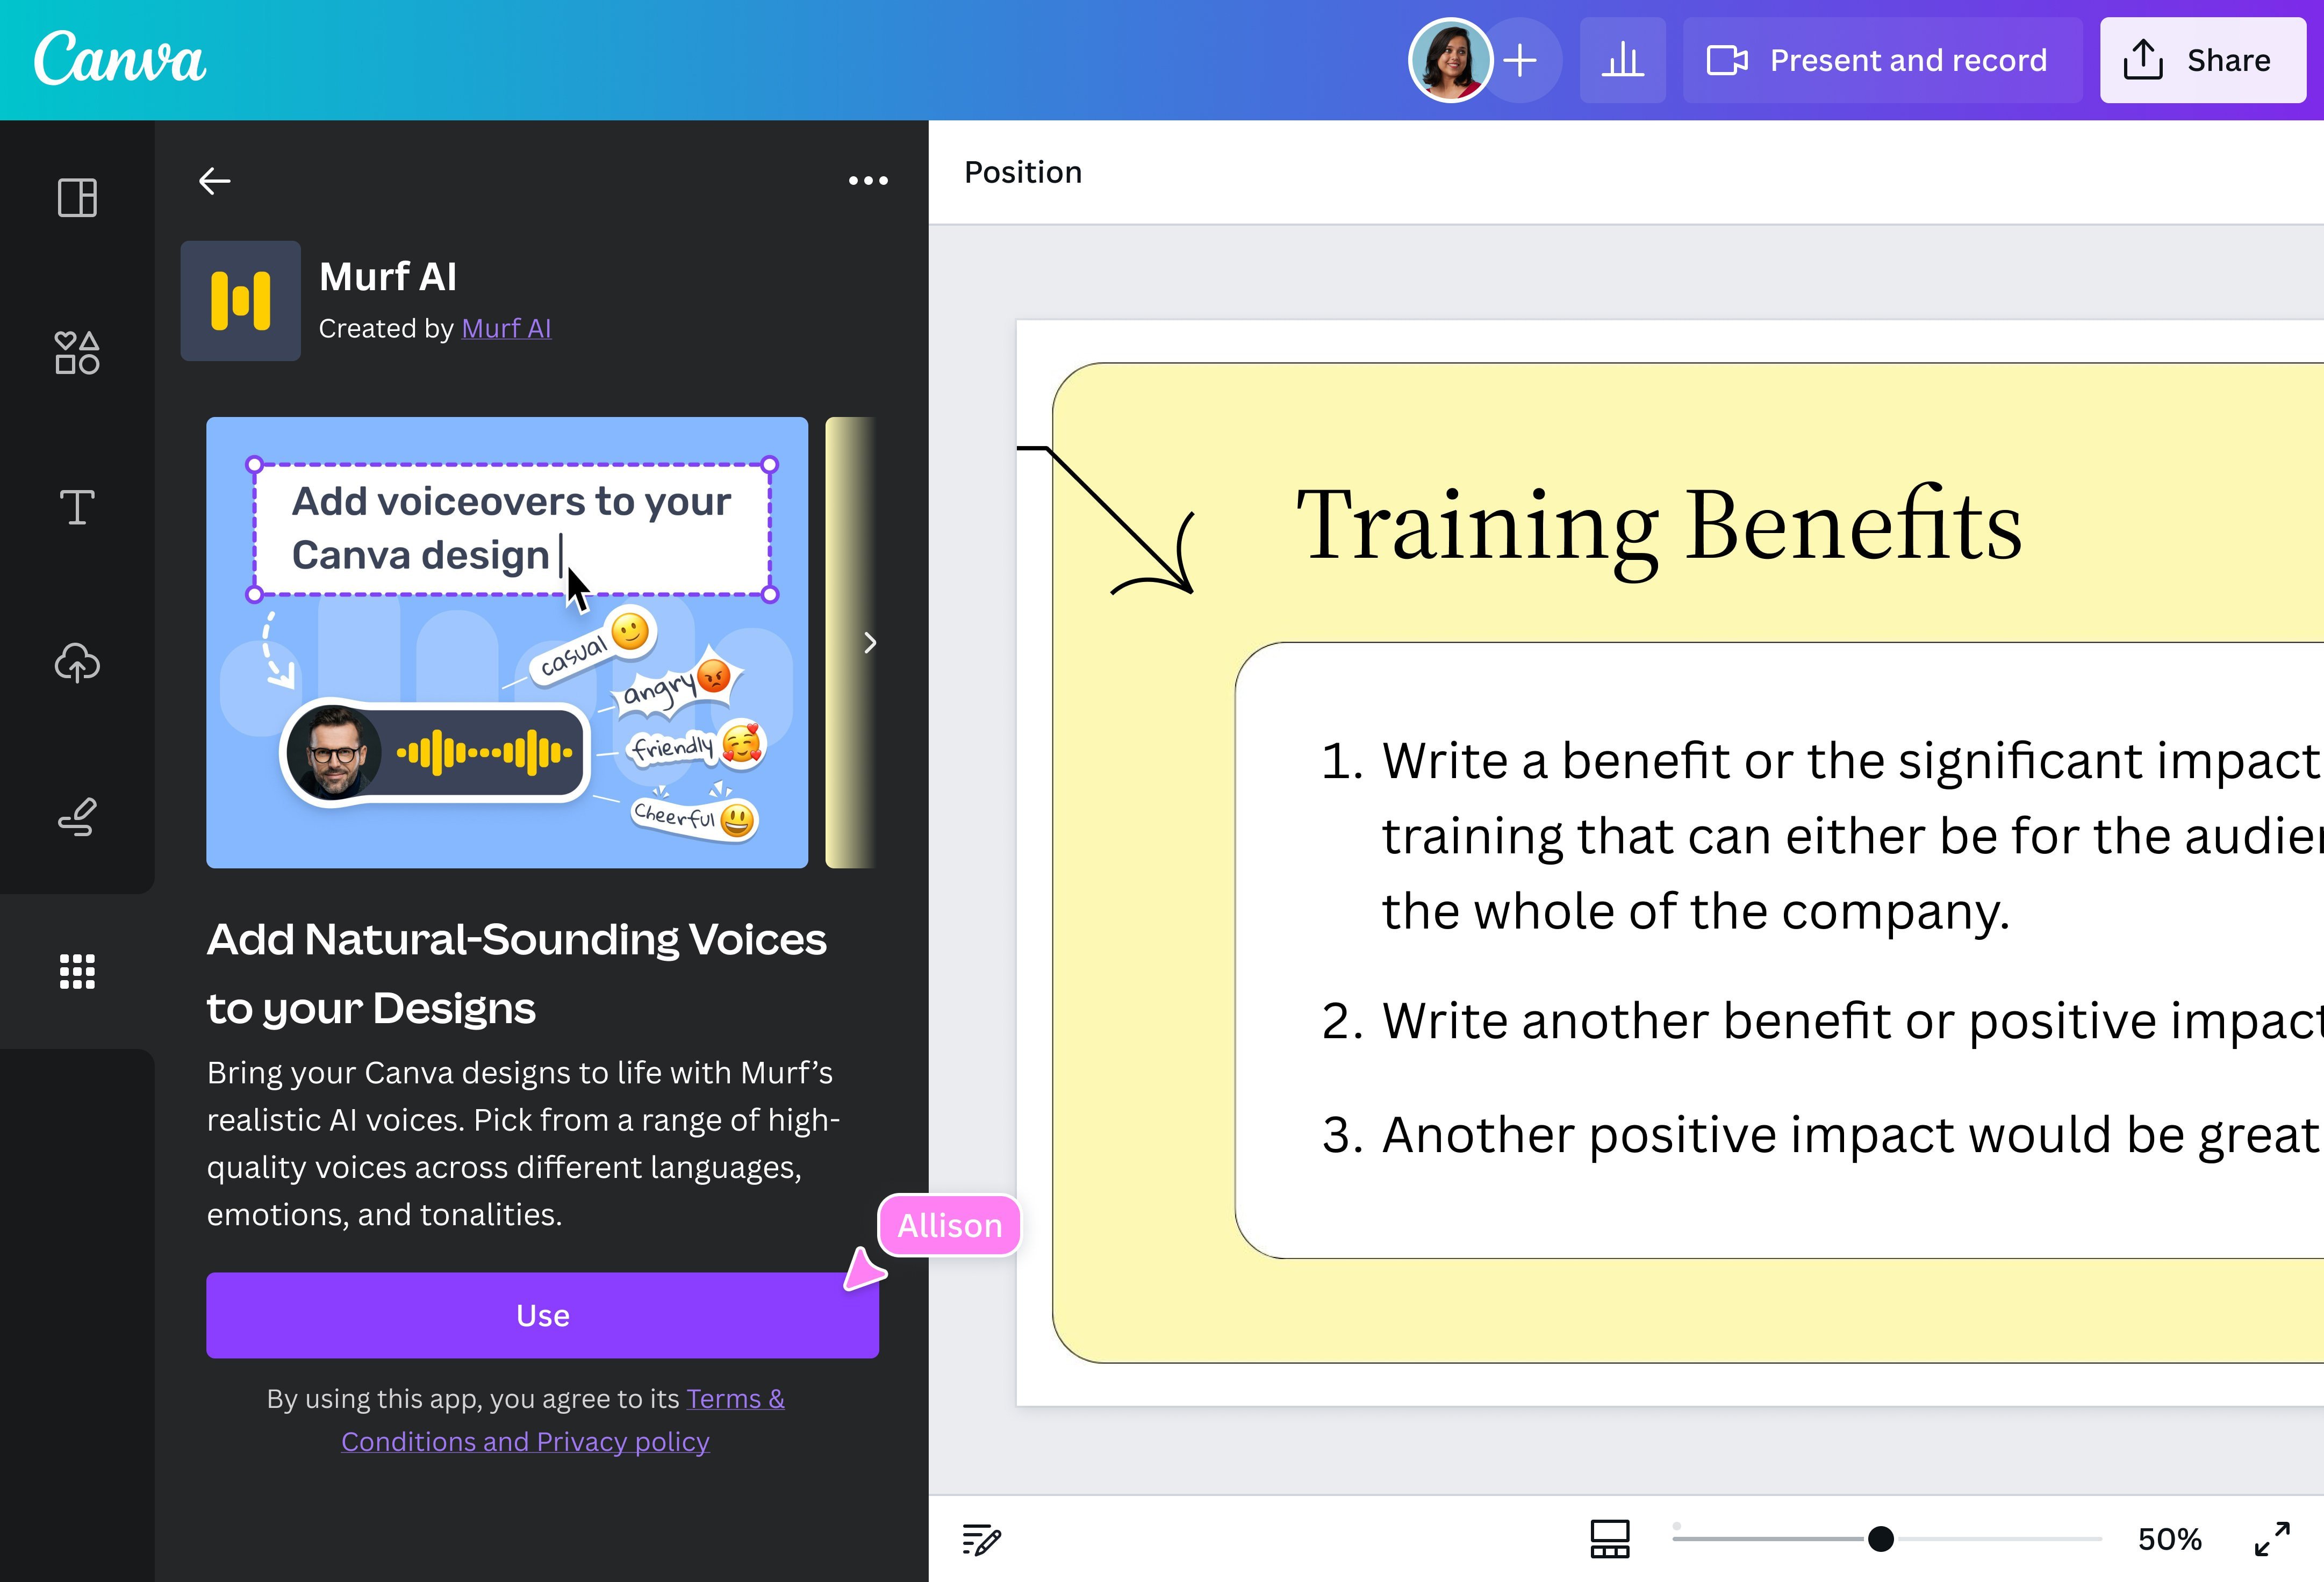 Canva
Present and record
Share
Position
Murf AI
Created by Murf AI
Add voiceovers to your
Canva design
casual
angry
friendly
Cheerful
Add Natural-Sounding Voices
to your Designs
Bring your Canva designs to life with Murf’s
realistic AI voices. Pick from a range of high-
quality voices across different languages,
emotions, and tonalities.
Allison
Use
By using this app, you agree to its Terms &
Conditions and Privacy policy
Training Benefits
1. Write a benefit or the significant impact
training that can either be for the
the whole of the company.
2. Write another benefit or positive impact
3. Another positive impact would be great
50%